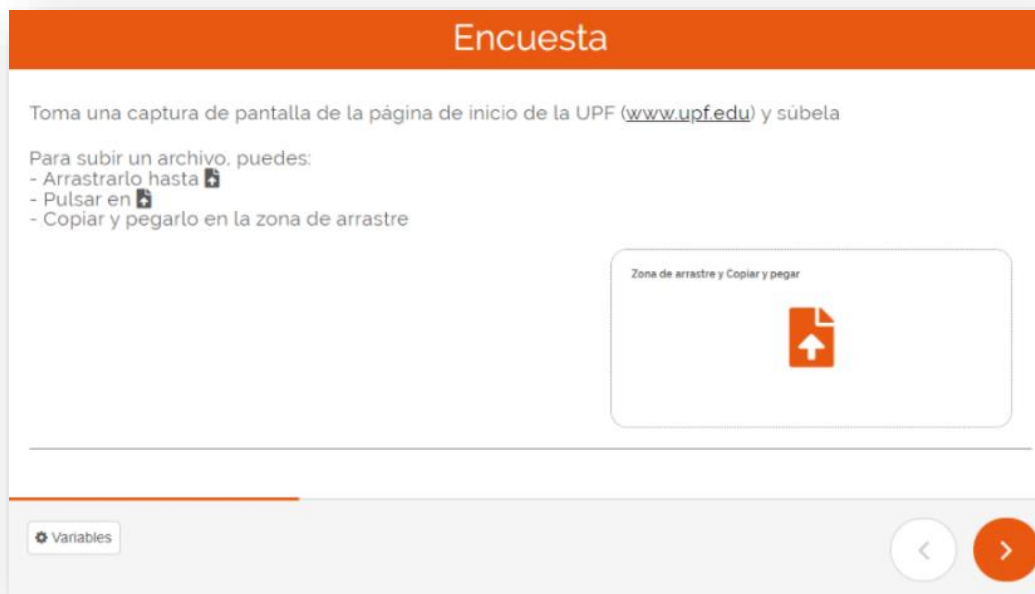 Encuesta
Toma una captura de pantalla de la página de inicio de la UPF (www.upf.edu) y súbela
Para subir un archivo, puedes:
- Arrastrarlo hasta
- Pulsar en
- Copiar y pegarlo en la zona de arrastre
Zona de arrastre y Copiar y pegar
Variables